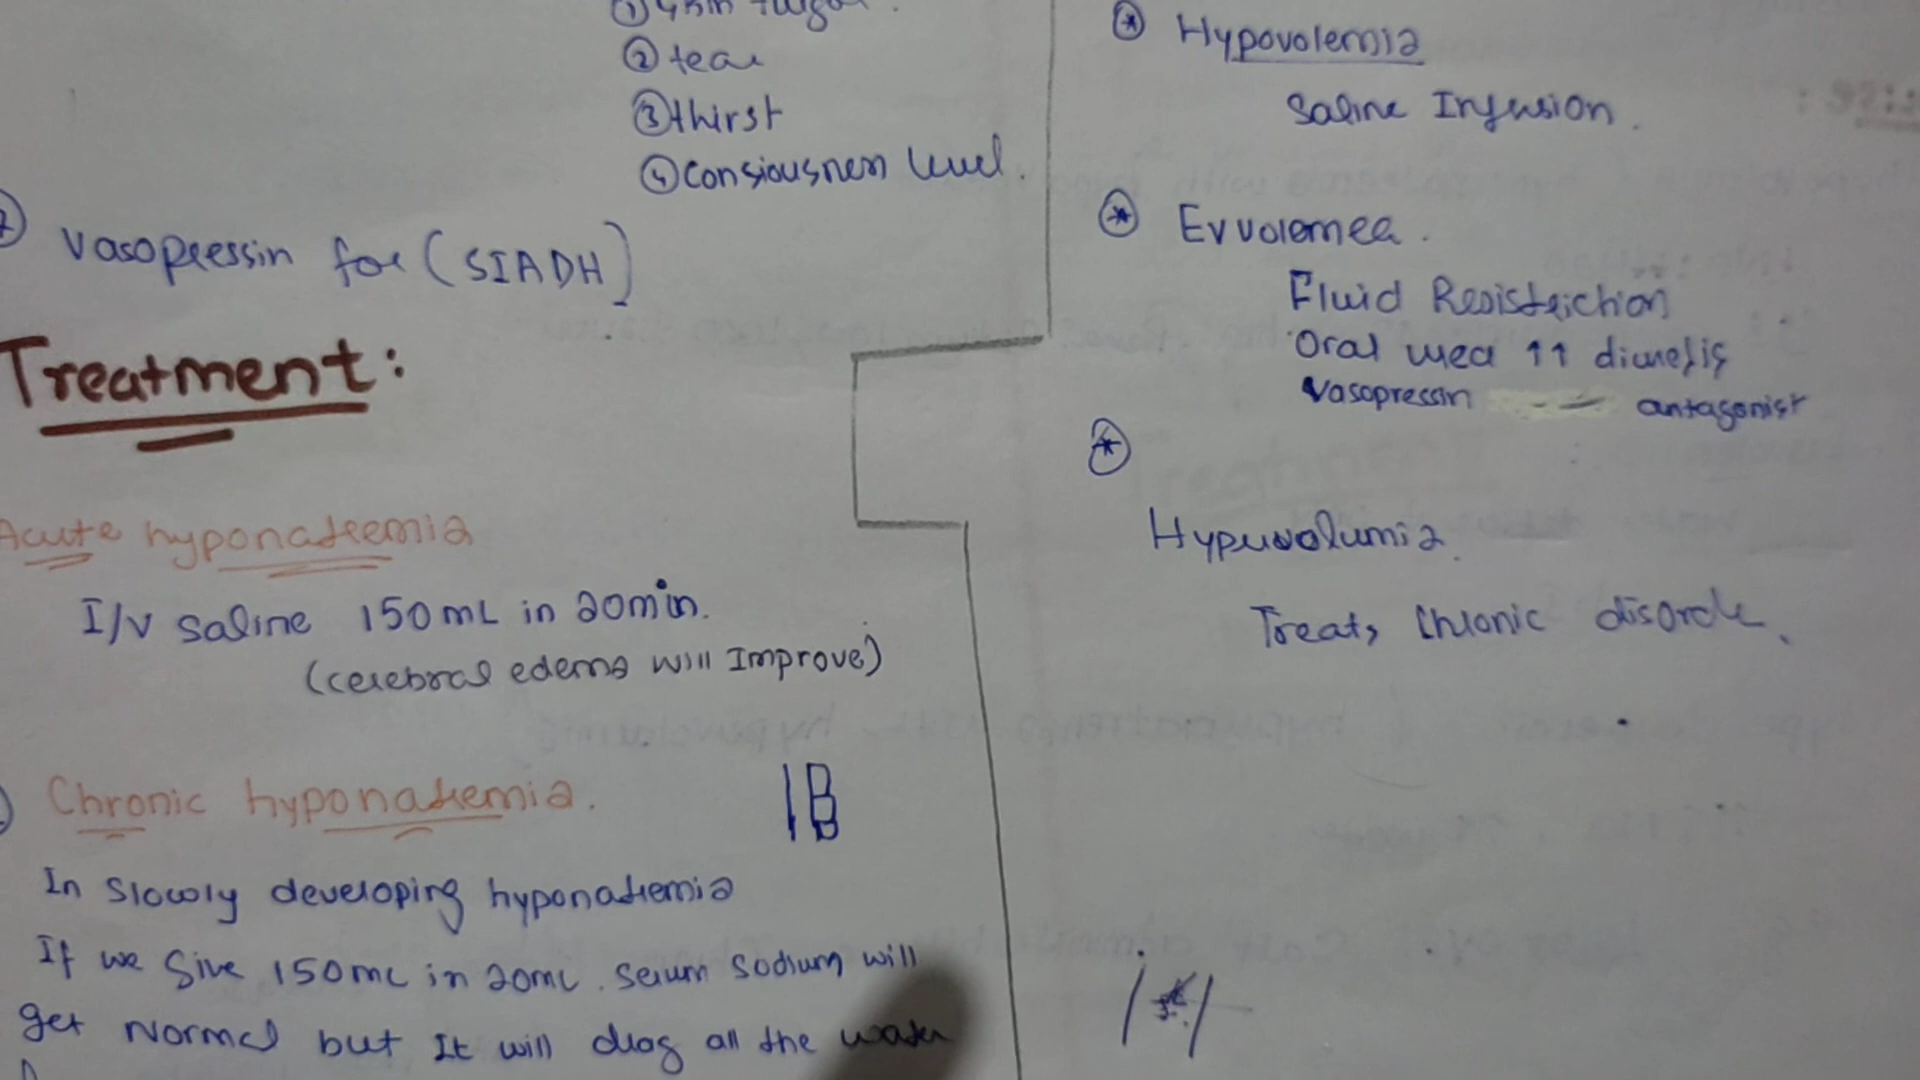 ② tear
③ thirst
④ Consiousness level.
Vasopressin for (SIADH)
Treatment:
Acute hyponatremia
I/V saline 150 mL in 20min.
(cerebral edema will Improve)
Chronic hyponatremia.
In slowly developing hyponatremia
If we give 150mL in 20mL. serum sodium will
get Normal but It will drag all the water
* Hypovolemia
Saline Infusion.
* Euvolemea.
Fluid Resistriction
Oral urea ↑↑ diuresis
Vasopressin antagonist
*
Hypervolumia.
Treat, Chronic disorde